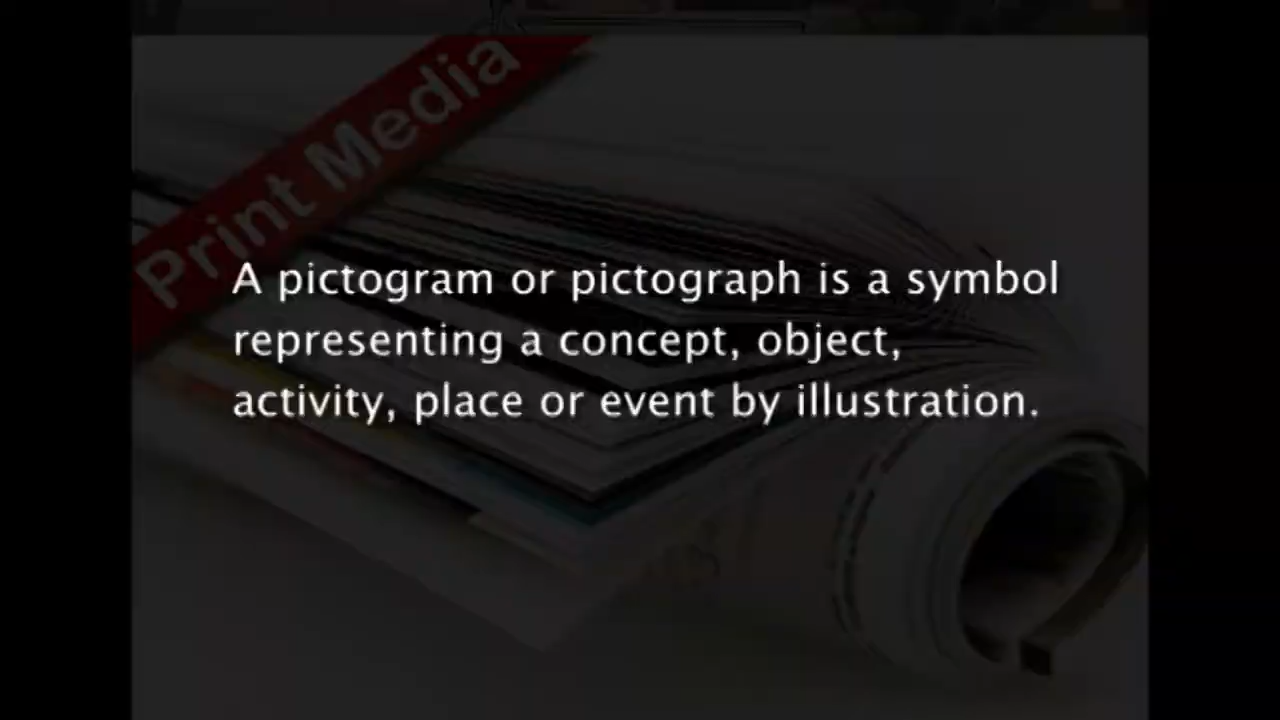 Print Media
A pictogram or pictograph is a symbol
representing a concept, object,
activity, place or event by illustration.